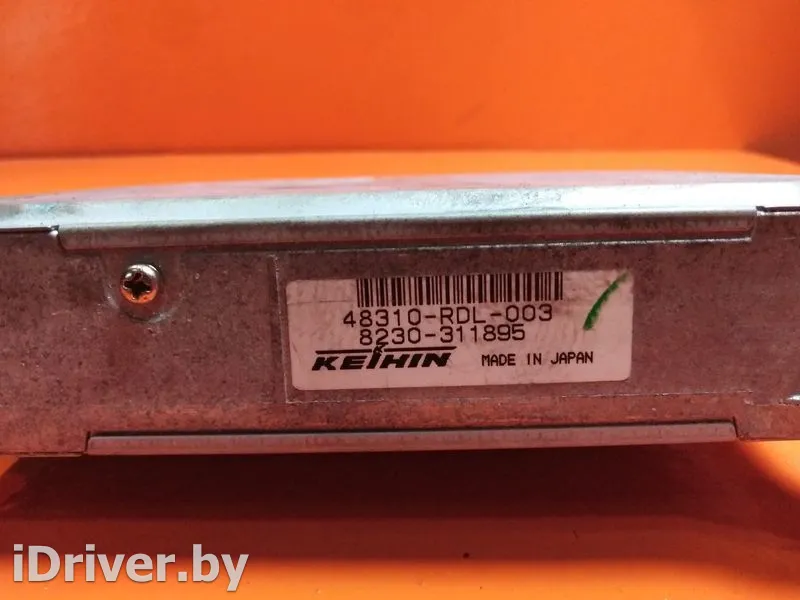 48310-RDL-003
8230-311895
KEIHIN MADE IN JAPAN
iDriver.by